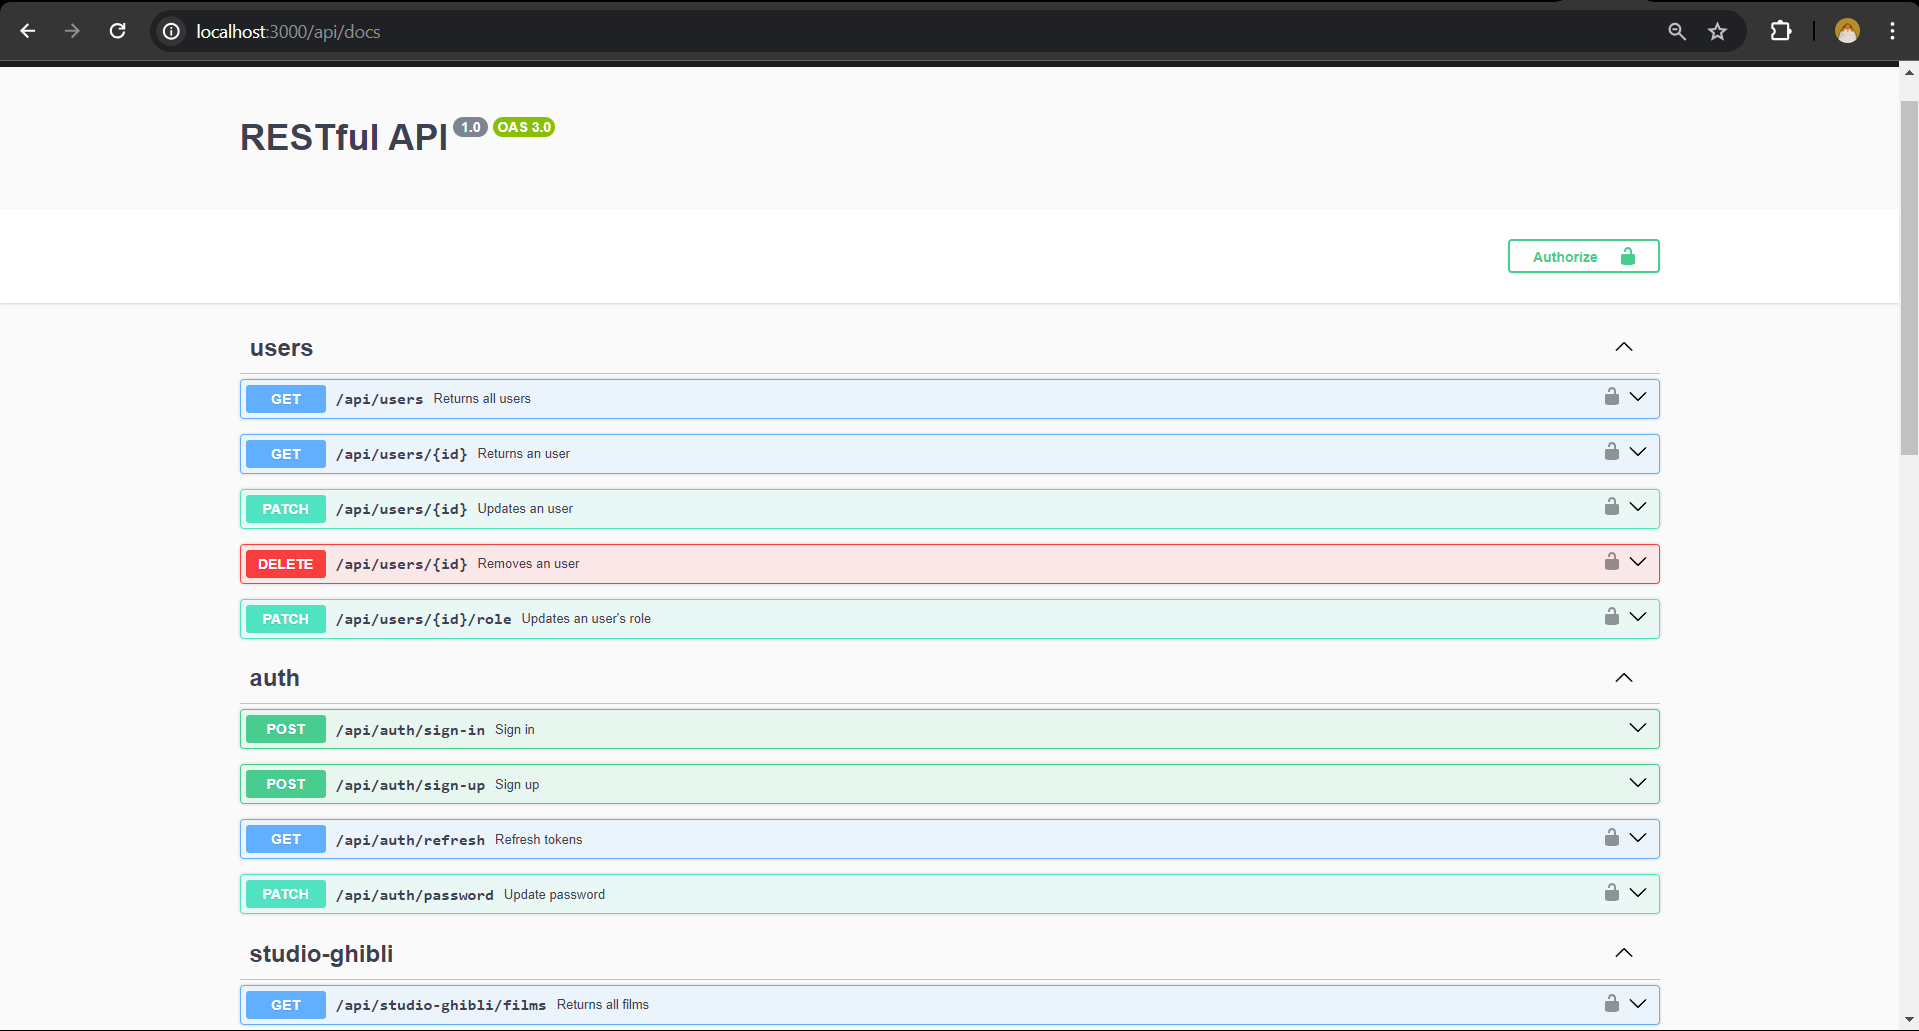 localhost:3000/api/docs
RESTful API 1.0 OAS 3.0
Authorize
users
GET /api/users Returns all users
GET /api/users/{id} Returns an user
PATCH /api/users/{id} Updates an user
DELETE /api/users/{id} Removes an user
PATCH /api/users/{id}/role Updates an user's role
auth
POST /api/auth/sign-in Sign in
POST /api/auth/sign-up Sign up
GET /api/auth/refresh Refresh tokens
PATCH /api/auth/password Update password
studio-ghibli
GET /api/studio-ghibli/films Returns all films